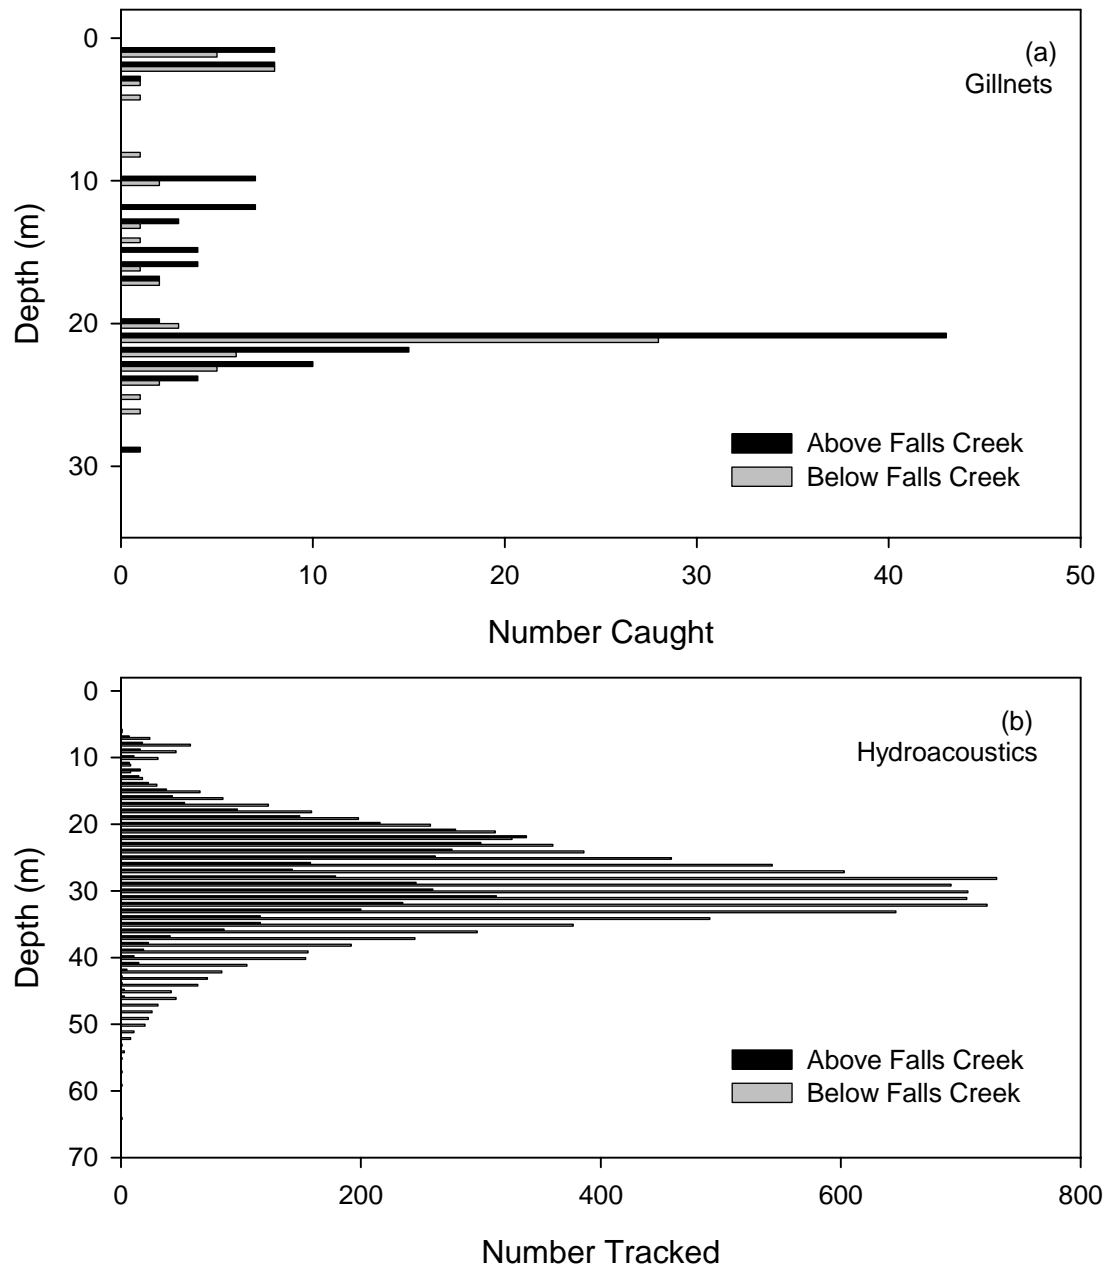 (a)
Gillnets
0
10
20
30
Depth (m)
Above Falls Creek
Below Falls Creek
0 10 20 30 40 50
Number Caught
(b)
Hydroacoustics
0
10
20
30
40
50
60
70
Depth (m)
Above Falls Creek
Below Falls Creek
0 200 400 600 800
Number Tracked